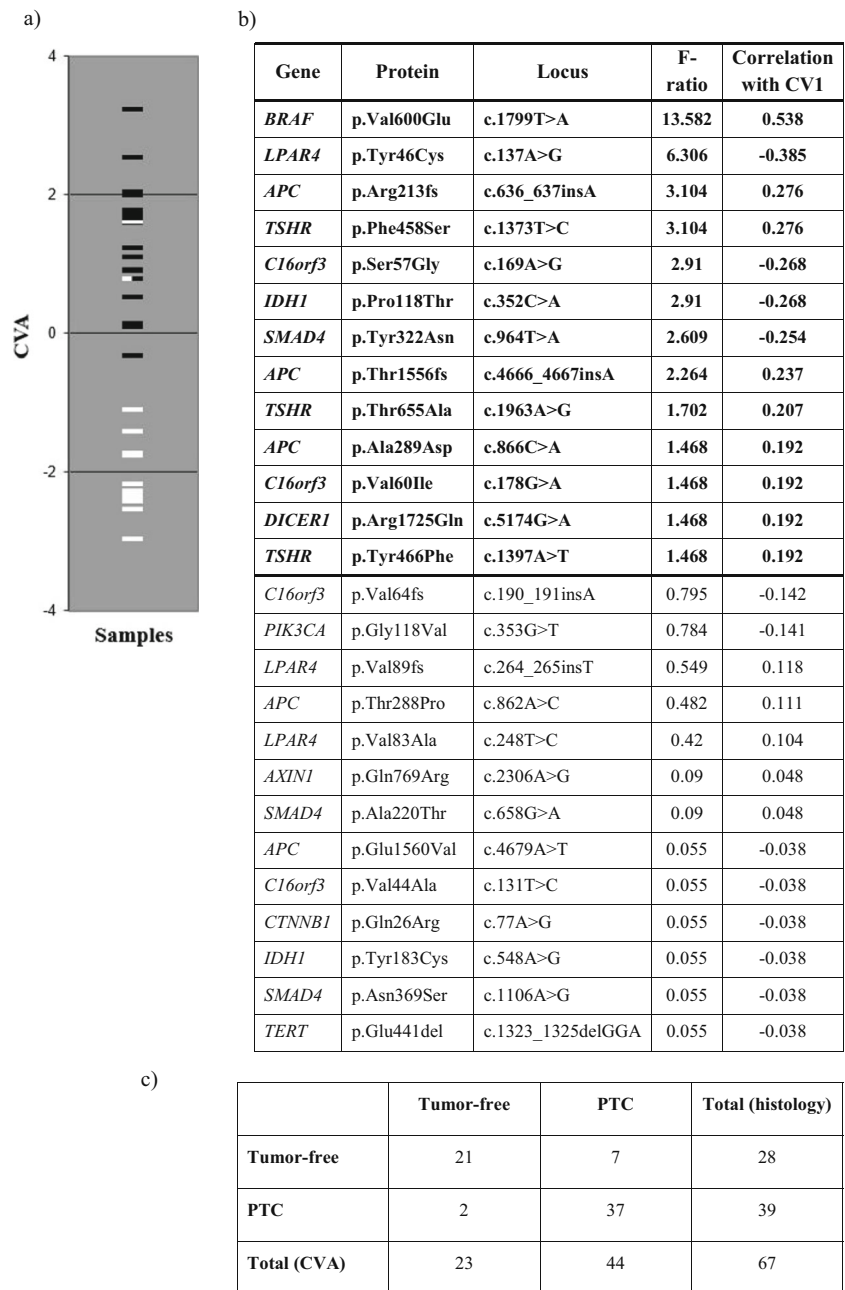 a)
b)
4
2
0
-2
-4
CVA
Samples
Gene Protein Locus F-ratio Correlation with CV1
BRAF p.Val600Glu c.1799T>A 13.582 0.538
LPAR4 p.Tyr46Cys c.137A>G 6.306 -0.385
APC p.Arg213fs c.636_637insA 3.104 0.276
TSHR p.Phe458Ser c.1373T>C 3.104 0.276
C16orf3 p.Ser57Gly c.169A>G 2.91 -0.268
IDH1 p.Pro118Thr c.352C>A 2.91 -0.268
SMAD4 p.Tyr322Asn c.964T>A 2.609 -0.254
APC p.Thr1556fs c.4666_4667insA 2.264 0.237
TSHR p.Thr655Ala c.1963A>G 1.702 0.207
APC p.Ala289Asp c.866C>A 1.468 0.192
C16orf3 p.Val60Ile c.178G>A 1.468 0.192
DICER1 p.Arg1725Gln c.5174G>A 1.468 0.192
TSHR p.Tyr466Phe c.1397A>T 1.468 0.192
C16orf3 p.Val64fs c.190_191insA 0.795 -0.142
PIK3CA p.Gly118Val c.353G>T 0.784 -0.141
LPAR4 p.Val89fs c.264_265insT 0.549 0.118
APC p.Thr288Pro c.862A>C 0.482 0.111
LPAR4 p.Val83Ala c.248T>C 0.42 0.104
AXIN1 p.Gln769Arg c.2306A>G 0.09 0.048
SMAD4 p.Ala220Thr c.658G>A 0.09 0.048
APC p.Glu1560Val c.4679A>T 0.055 -0.038
C16orf3 p.Val44Ala c.131T>C 0.055 -0.038
CTNNB1 p.Gln26Arg c.77A>G 0.055 -0.038
IDH1 p.Tyr183Cys c.548A>G 0.055 -0.038
SMAD4 p.Asn369Ser c.1106A>G 0.055 -0.038
TERT p.Glu441del c.1323_1325delGGA 0.055 -0.038
c)
Tumor-free PTC Total (histology)
Tumor-free 21 7 28
PTC 2 37 39
Total (CVA) 23 44 67